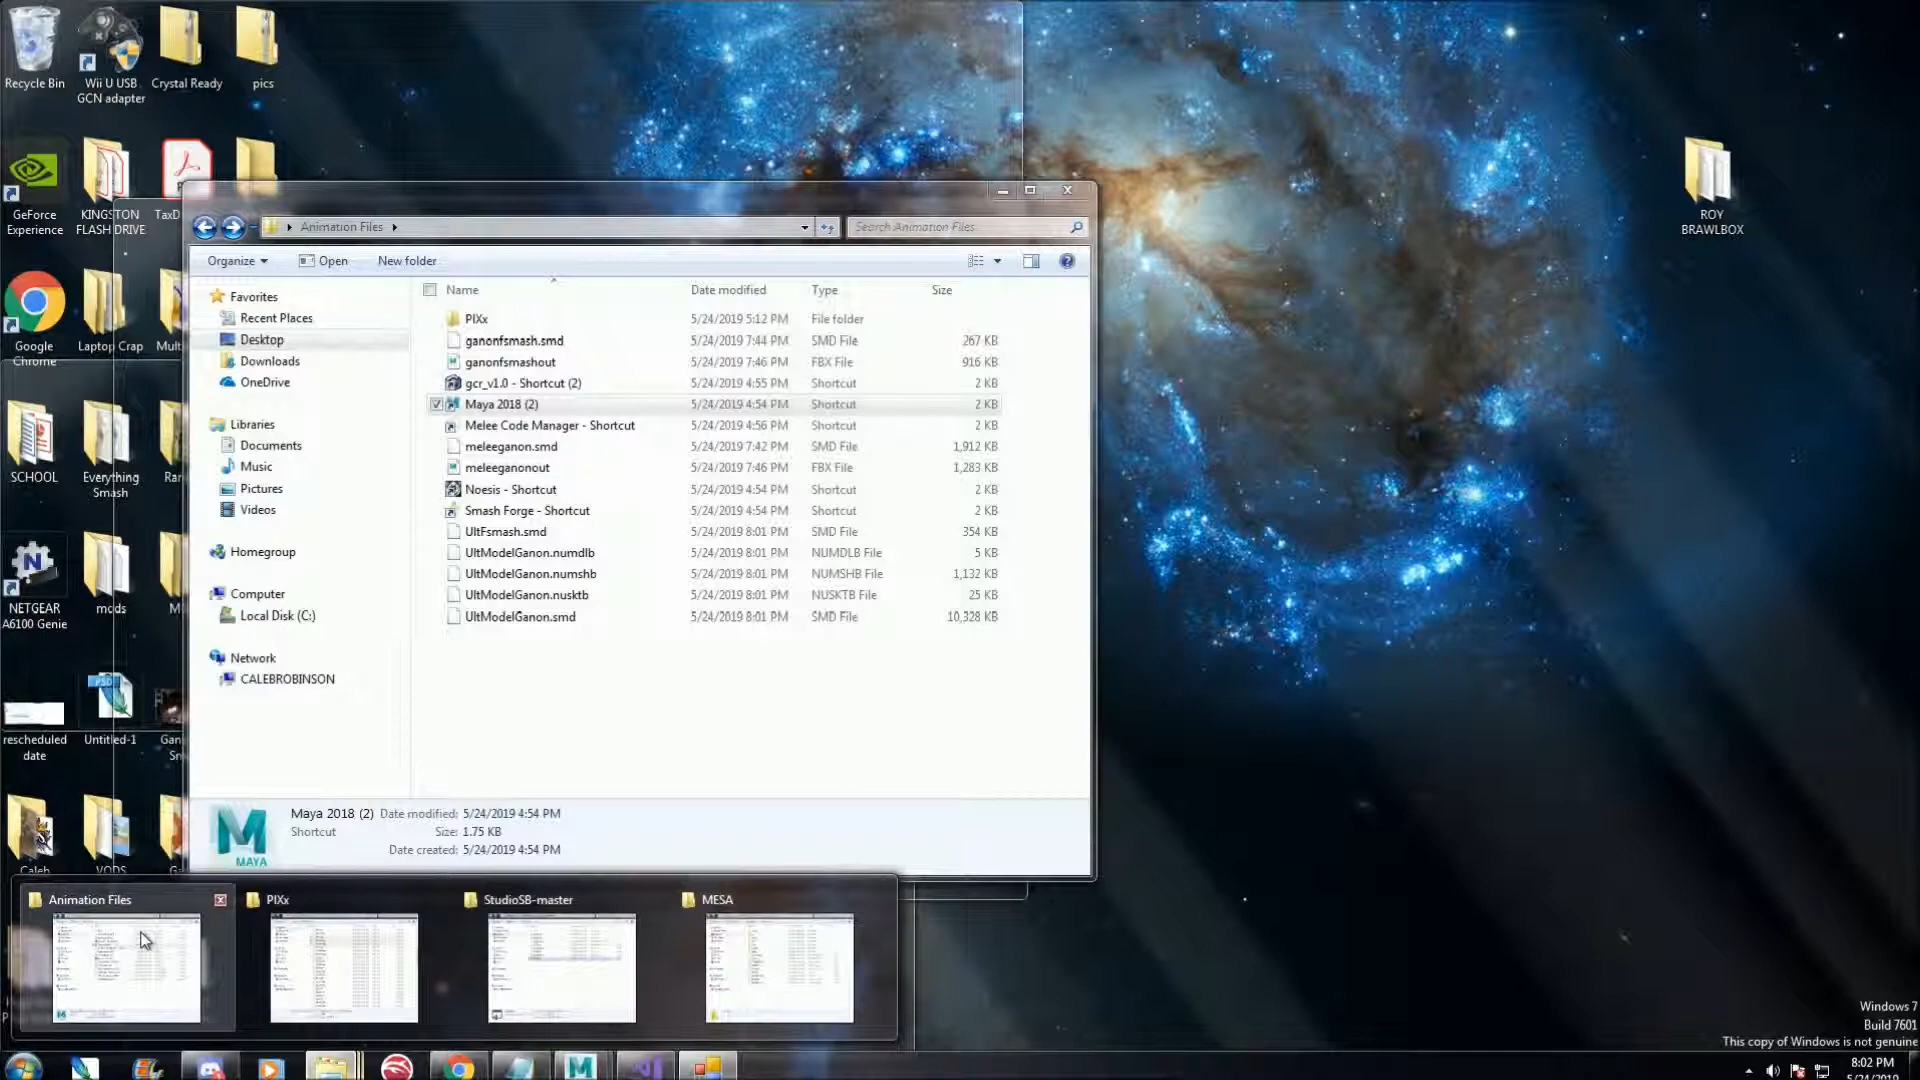 Recycle Bin
Wii U USB
GCN adapter
Crystal Ready
pics
GeForce
Experience
KINGSTON
FLASH DRIVE
TaxD
ROY
BRAWLBOX
Google
Chrome
Laptop Crap
Mult
SCHOOL
Everything
Smash
Ran
NETGEAR
A6100 Genie
mods
M
rescheduled
date
Untitled-1
Gan
Sn
Caleb
VODS
G
Animation Files
Search Animation Files
Organize
Open
New folder
Favorites
Recent Places
Desktop
Downloads
OneDrive
Libraries
Documents
Music
Pictures
Videos
Homegroup
Computer
Local Disk (C:)
Network
CALEBROBINSON
Name Date modified Type Size
PIXx 5/24/2019 5:12 PM File folder
ganonfsmash.smd 5/24/2019 7:44 PM SMD File 267 KB
ganonfsmashout 5/24/2019 7:46 PM FBX File 916 KB
gcr_v1.0 - Shortcut (2) 5/24/2019 4:55 PM Shortcut 2 KB
Maya 2018 (2) 5/24/2019 4:54 PM Shortcut 2 KB
Melee Code Manager - Shortcut 5/24/2019 4:56 PM Shortcut 2 KB
meleeganon.smd 5/24/2019 7:42 PM SMD File 1,912 KB
meleeganonout 5/24/2019 7:46 PM FBX File 1,283 KB
Noesis - Shortcut 5/24/2019 4:54 PM Shortcut 2 KB
Smash Forge - Shortcut 5/24/2019 4:54 PM Shortcut 2 KB
UltFsmash.smd 5/24/2019 8:01 PM SMD File 354 KB
UltModelGanon.numdlb 5/24/2019 8:01 PM NUMDLB File 5 KB
UltModelGanon.numshb 5/24/2019 8:01 PM NUMSHB File 1,132 KB
UltModelGanon.nusktb 5/24/2019 8:01 PM NUSKTB File 25 KB
UltModelGanon.smd 5/24/2019 8:01 PM SMD File 10,328 KB
MAYA
Maya 2018 (2) Date modified: 5/24/2019 4:54 PM
Shortcut Size: 1.75 KB
Date created: 5/24/2019 4:54 PM
Animation Files
PIXx
StudioSB-master
MESA
Windows 7
Build 7601
This copy of Windows is not genuine
8:02 PM
5/24/2019